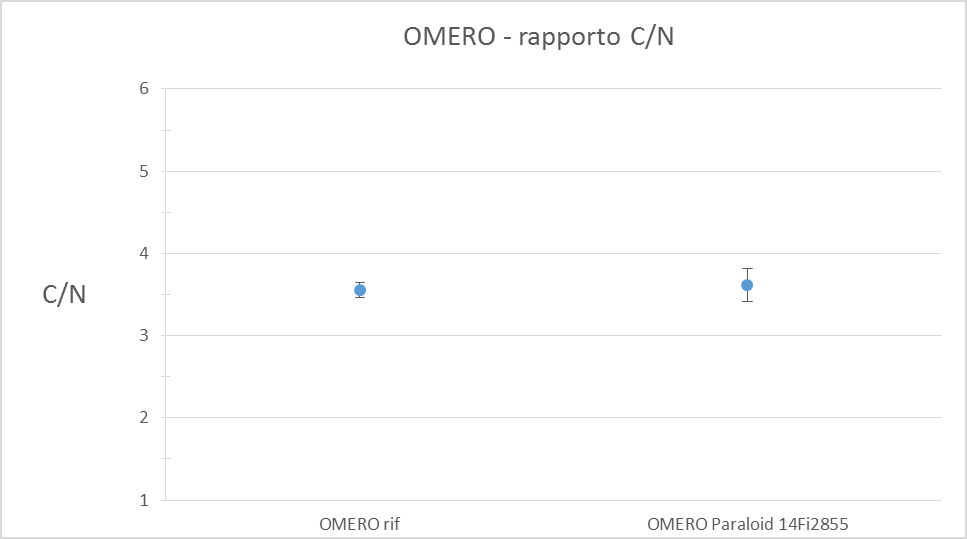 OMERO - rapporto C/N
6
5
4
C/N
3
2
1
OMERO rif
OMERO Paraloid 14Fi2855